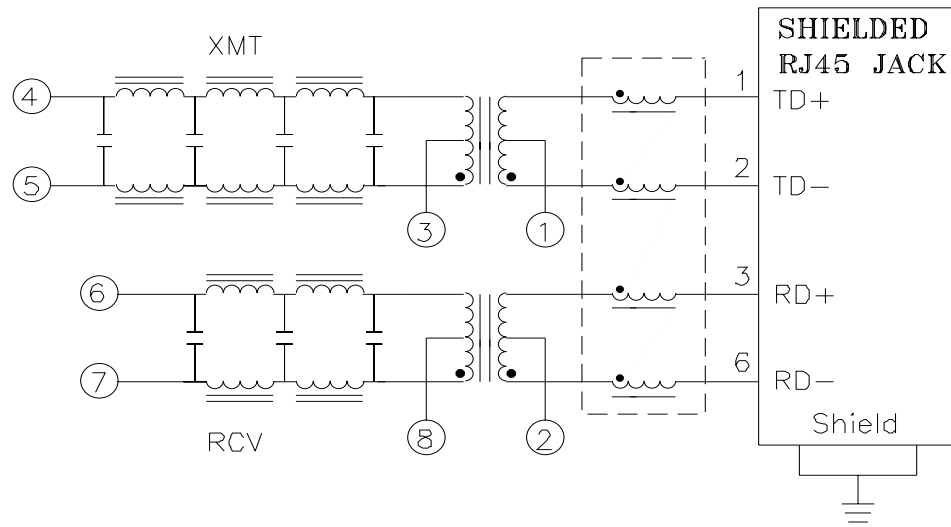 XMT
SHIELDED
RJ45 JACK
4
1
TD+
5
2
TD-
3
1
6
3
RD+
7
6
RD-
8
2
Shield
RCV